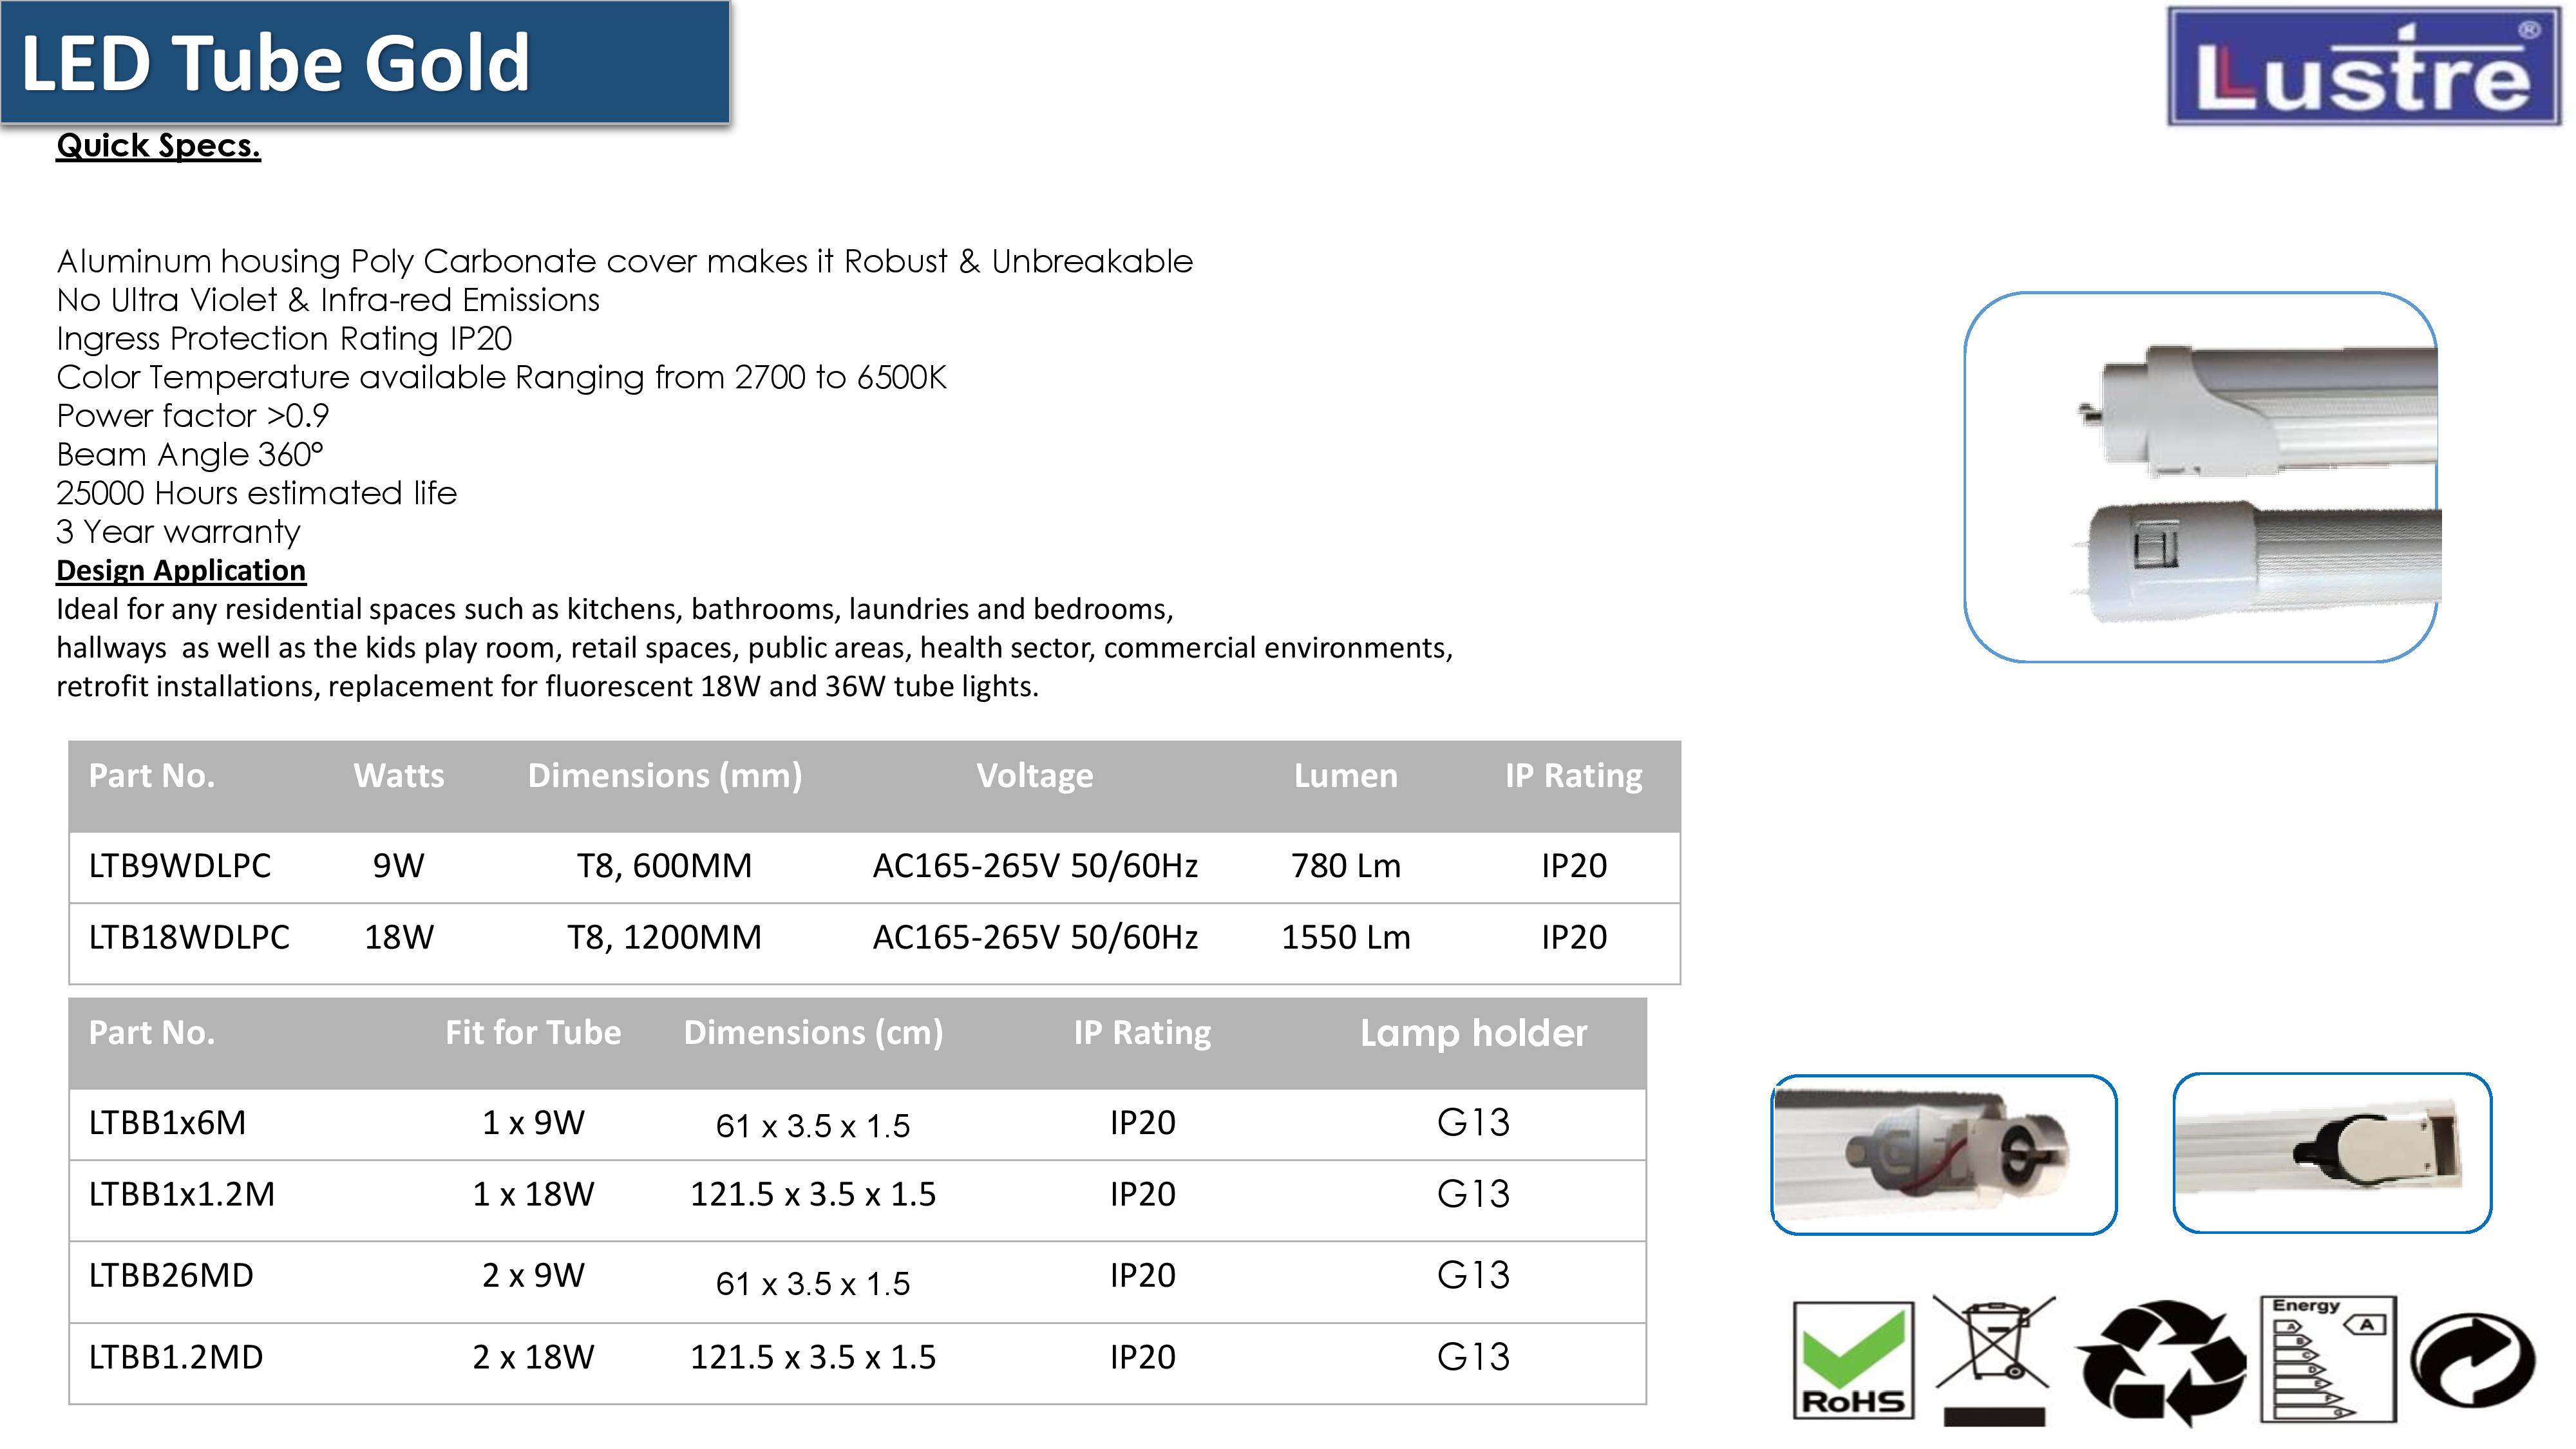 LED Tube Gold
Lustre ®
Quick Specs.
Aluminum housing Poly Carbonate cover makes it Robust & Unbreakable
No Ultra Violet & Infra-red Emissions
Ingress Protection Rating IP20
Color Temperature available Ranging from 2700 to 6500K
Power factor >0.9
Beam Angle 360°
25000 Hours estimated life
3 Year warranty
Design Application
Ideal for any residential spaces such as kitchens, bathrooms, laundries and bedrooms,
hallways  as well as the kids play room, retail spaces, public areas, health sector, commercial environments,
retrofit installations, replacement for fluorescent 18W and 36W tube lights.
Part No. Watts Dimensions (mm) Voltage Lumen IP Rating
LTB9WDLPC 9W T8, 600MM AC165-265V 50/60Hz 780 Lm IP20
LTB18WDLPC 18W T8, 1200MM AC165-265V 50/60Hz 1550 Lm IP20
Part No. Fit for Tube Dimensions (cm) IP Rating Lamp holder
LTBB1x6M 1 x 9W 61 x 3.5 x 1.5 IP20 G13
LTBB1x1.2M 1 x 18W 121.5 x 3.5 x 1.5 IP20 G13
LTBB26MD 2 x 9W 61 x 3.5 x 1.5 IP20 G13
LTBB1.2MD 2 x 18W 121.5 x 3.5 x 1.5 IP20 G13
RoHS
Energy
A
A
B
C
D
E
F
G